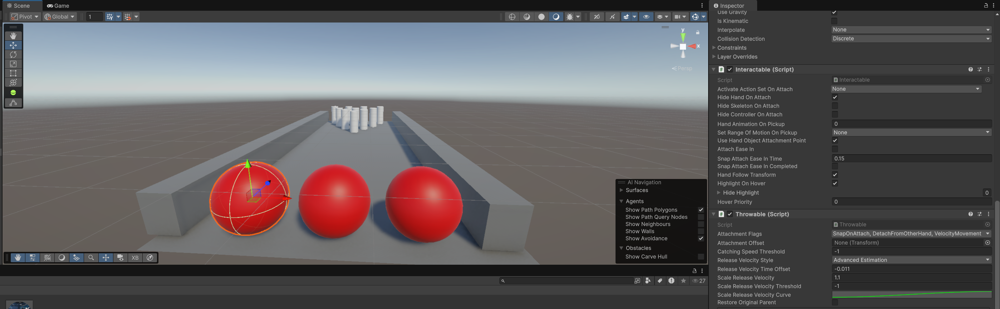 Scene
Game
Pivot
Global
1
2D
y
x
Persp
AI Navigation
Surfaces
Agents
Show Path Polygons
Show Path Query Nodes
Show Neighbours
Show Walls
Show Avoidance
Obstacles
Show Carve Hull
XB
27
Inspector
Use Gravity
Is Kinematic
Interpolate None
Collision Detection Discrete
Constraints
Layer Overrides
# Interactable (Script)
Script Interactable
Activate Action Set On Attach None
Hide Hand On Attach
Hide Skeleton On Attach
Hide Controller On Attach
Hand Animation On Pickup 0
Set Range Of Motion On Pickup None
Use Hand Object Attachment Point
Attach Ease In
Snap Attach Ease In Time 0.15
Snap Attach Ease In Completed
Hand Follow Transform
Highlight On Hover
Hide Highlight 0
Hover Priority 0
# Throwable (Script)
Script Throwable
Attachment Flags SnapOnAttach, DetachFromOtherHand, VelocityMovement
Attachment Offset None (Transform)
Catching Speed Threshold -1
Release Velocity Style Advanced Estimation
Release Velocity Time Offset -0.011
Scale Release Velocity 1.1
Scale Release Velocity Threshold -1
Scale Release Velocity Curve
Restore Original Parent